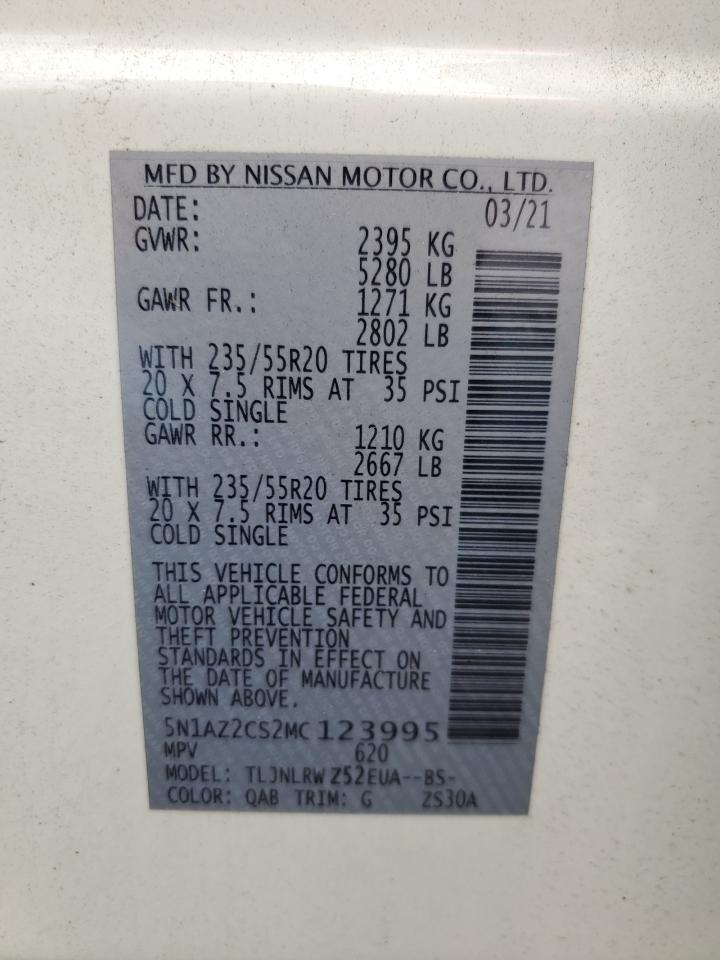 MFD BY NISSAN MOTOR CO., LTD.
DATE: 03/21
GVWR: 2395 KG
5280 LB
GAWR FR.: 1271 KG
2802 LB
WITH 235/55R20 TIRES
20 X 7.5 RIMS AT 35 PSI
COLD SINGLE
GAWR RR.: 1210 KG
2667 LB
WITH 235/55R20 TIRES
20 X 7.5 RIMS AT 35 PSI
COLD SINGLE
THIS VEHICLE CONFORMS TO
ALL APPLICABLE FEDERAL
MOTOR VEHICLE SAFETY AND
THEFT PREVENTION
STANDARDS IN EFFECT ON
THE DATE OF MANUFACTURE
SHOWN ABOVE.
5N1AZ2CS2MC123995
MPV 620
MODEL: TLJNLRW Z52EUA--BS-
COLOR: QAB TRIM: G ZS30A